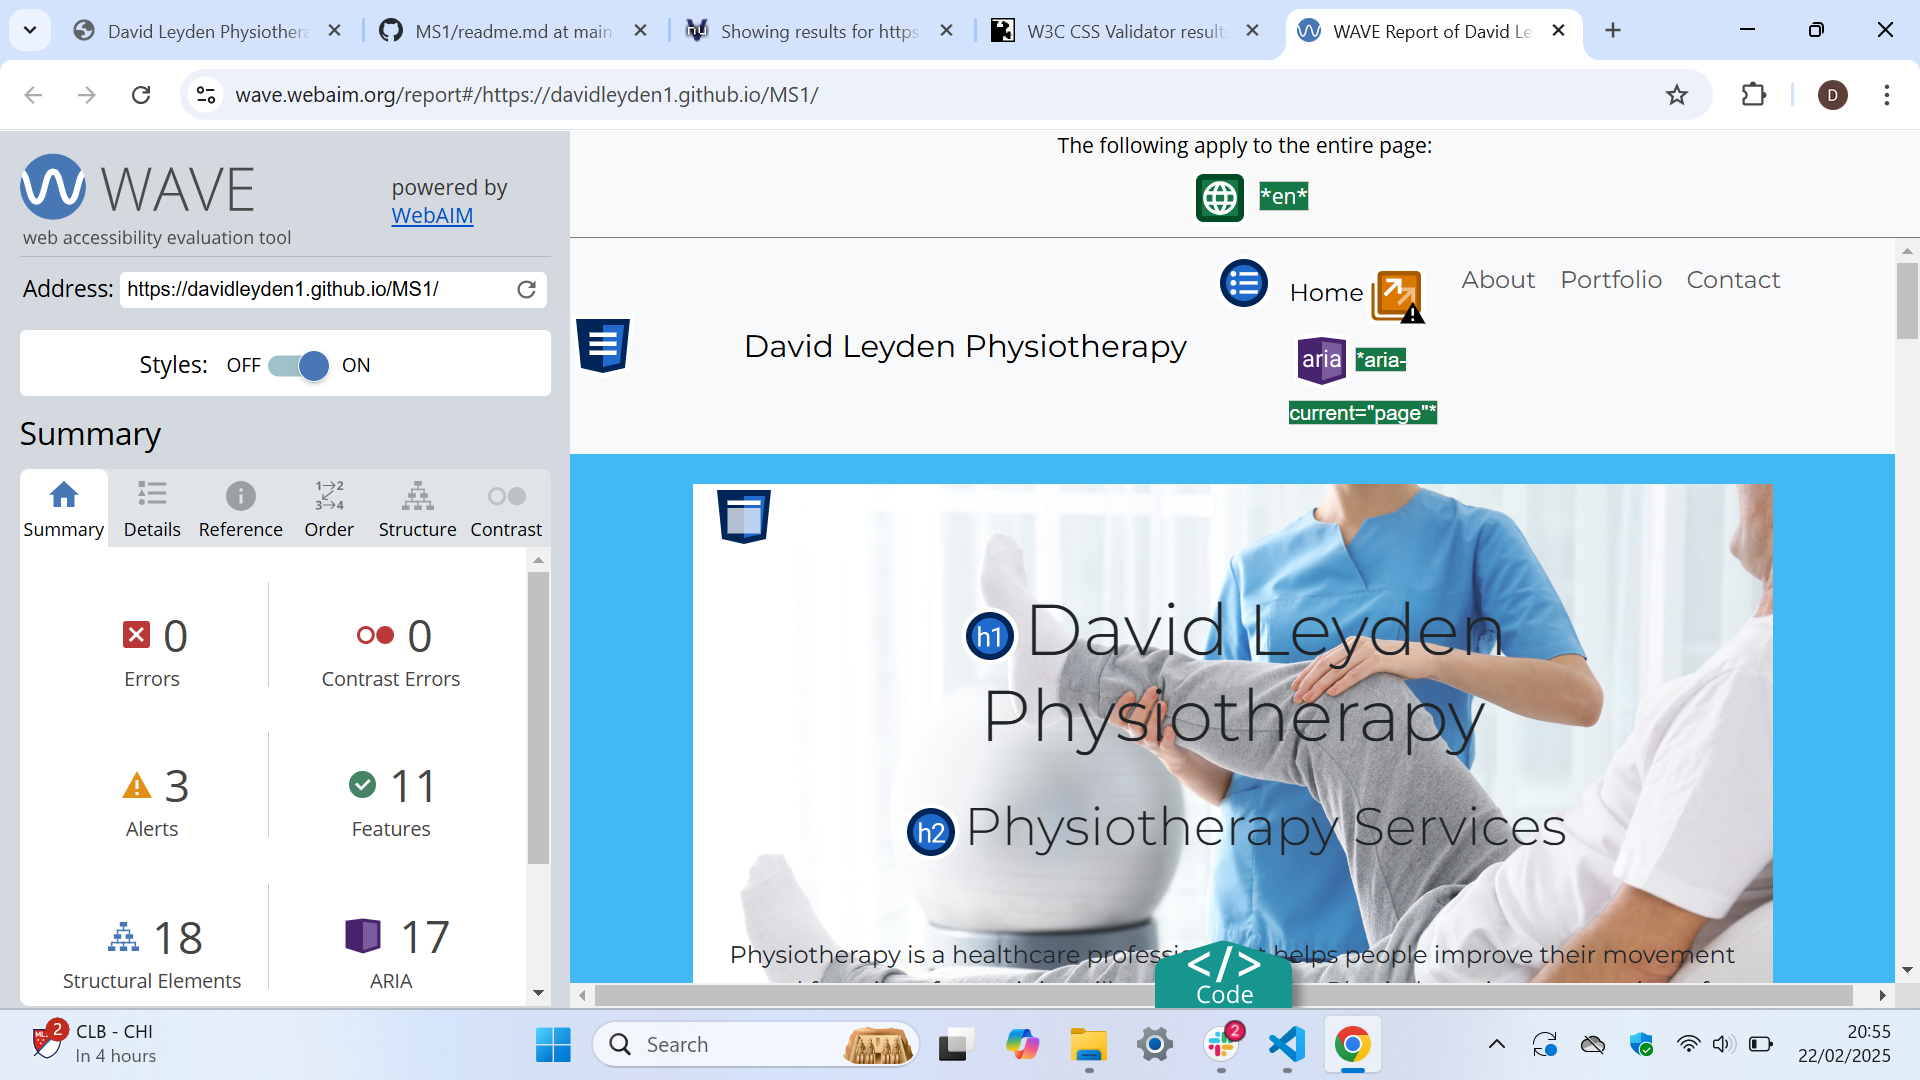 David Leyden Physiothera
MS1/readme.md at main
Showing results for https
W3C CSS Validator result
WAVE Report of David Le
wave.webaim.org/report#/https://davidleyden1.github.io/MS1/
D
WAVE
powered by
WebAIM
web accessibility evaluation tool
Address: https://davidleyden1.github.io/MS1/
Styles: OFF ON
Summary
Summary
Details
Reference
1→2
3→4
Order
Structure
Contrast
0
Errors
0
Contrast Errors
3
Alerts
11
Features
18
Structural Elements
17
ARIA
The following apply to the entire page:
*en*
Home
About
Portfolio
Contact
David Leyden Physiotherapy
aria
*aria-
current="page"*
h1
David Leyden
Physiotherapy
h2
Physiotherapy Services
Physiotherapy is a healthcare helps people improve their movement
</>
Code
2
CLB - CHI
In 4 hours
Search
2
20:55
22/02/2025